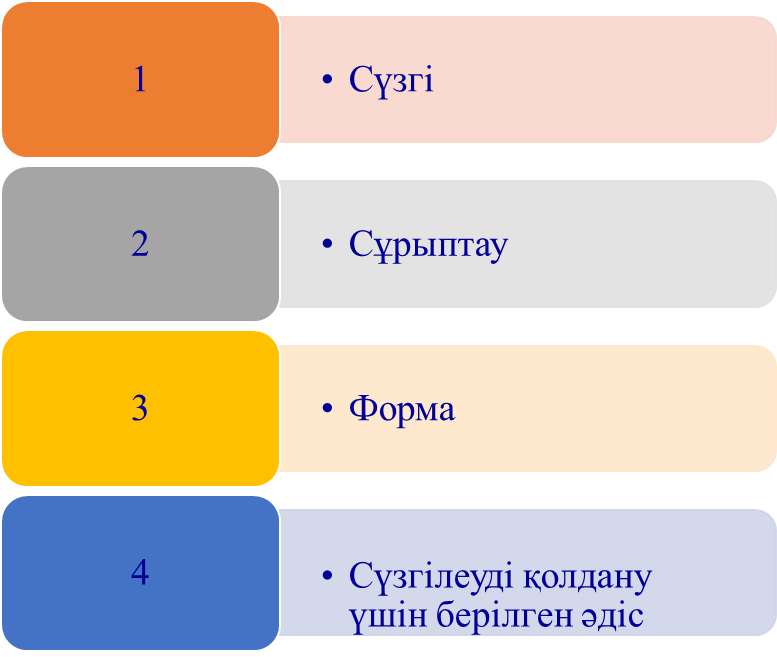 1
• Сүзгі
2
• Сұрыптау
3
• Форма
4
• Сүзгілеуді қолдану
үшін берілген әдіс